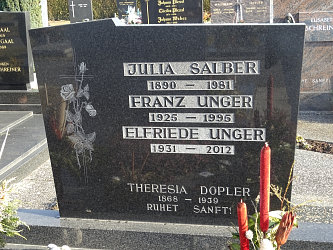 JULIA SALBER
1890 - 1981
FRANZ UNGER
1925 - 1995
ELFRIEDE UNGER
1931 - 2012
THERESIA DOPLER
1868 - 1939
RUHET SANFT